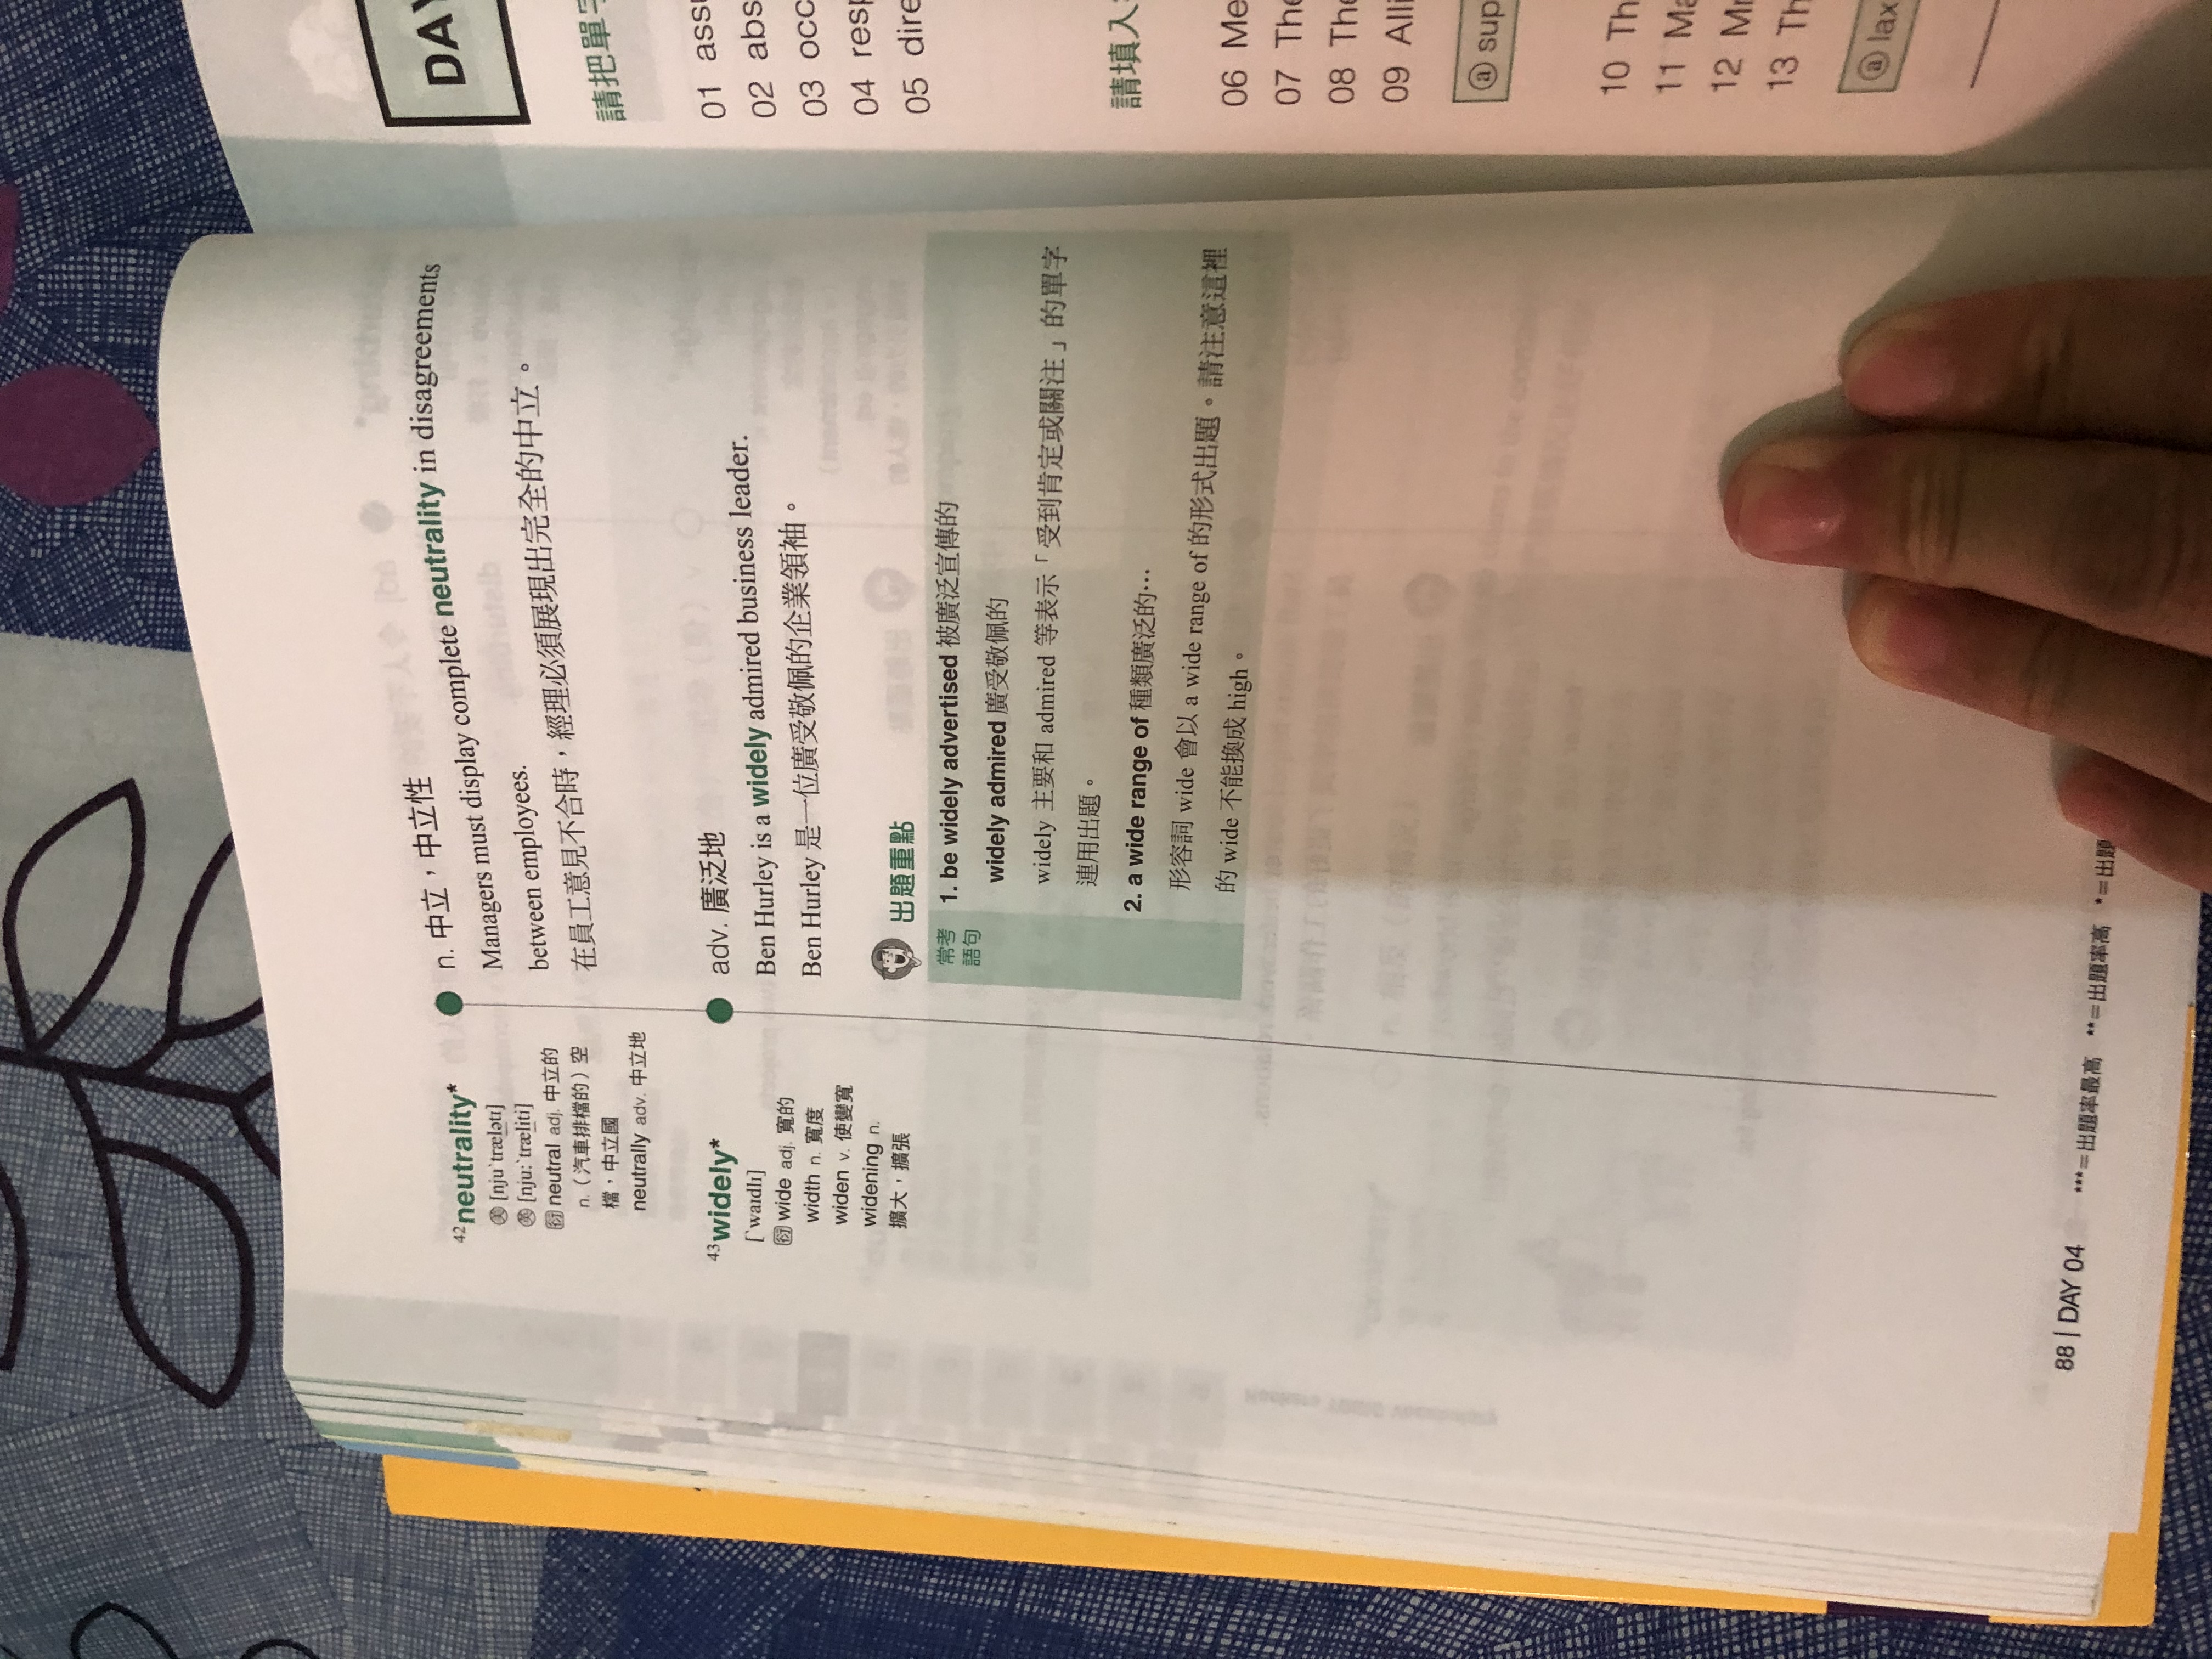 42neutrality*
美 [nju`trælətɪ]
英 [nju:`træliti]
衍 neutral adj. 中立的
n.（汽車排檔的）空
檔，中立國
neutrally adv. 中立地
n. 中立，中立性
Managers must display complete neutrality in disagreements
between employees.
在員工意見不合時，經理必須展現出完全的中立。
43widely*
[`waɪdlɪ]
衍 wide adj. 寬的
width n. 寬度
widen v. 使變寬
widening n.
擴大，擴張
adv. 廣泛地
Ben Hurley is a widely admired business leader.
Ben Hurley 是一位廣受敬佩的企業領袖。
出題重點
常考
語句
1. be widely advertised 被廣泛宣傳的
widely admired 廣受敬佩的
widely 主要和 admired 等表示「受到肯定或關注」的單字
連用出題。
2. a wide range of 種類廣泛的…
形容詞 wide 會以 a wide range of 的形式出題。請注意這裡
的 wide 不能換成 high。
88 | DAY 04 ***=出題率最高 **=出題率高 *=出題
DAY
請把單字
01 ass
02 abs
03 occ
04 resp
05 dire
請填入
06 Me
07 The
08 The
09 Alli
ⓐ sup
10 Th
11 Ma
12 Mr
13 Th
ⓐ lax